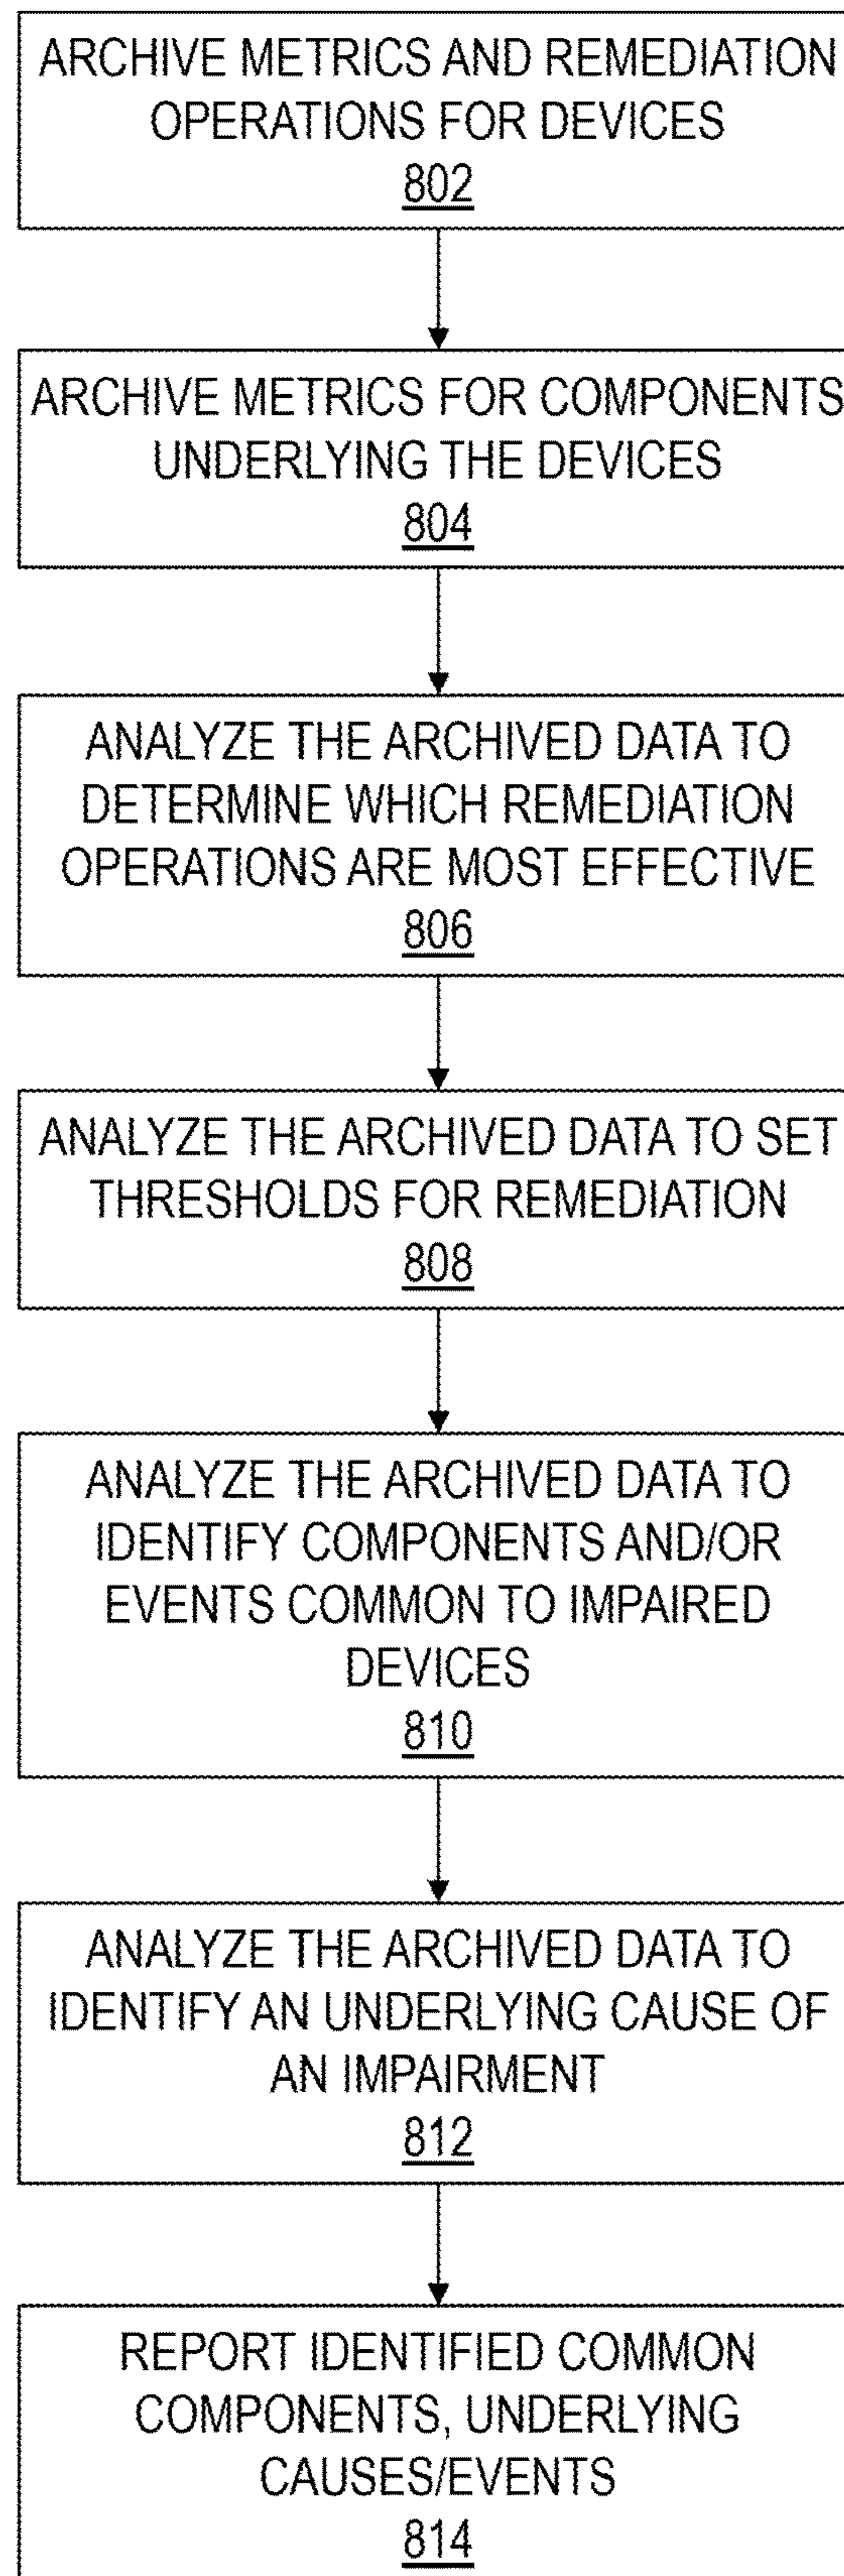 ARCHIVE METRICS AND REMEDIATION
OPERATIONS FOR DEVICES
802
ARCHIVE METRICS FOR COMPONENTS
UNDERLYING THE DEVICES
804
ANALYZE THE ARCHIVED DATA TO
DETERMINE WHICH REMEDIATION
OPERATIONS ARE MOST EFFECTIVE
806
ANALYZE THE ARCHIVED DATA TO SET
THRESHOLDS FOR REMEDIATION
808
ANALYZE THE ARCHIVED DATA TO
IDENTIFY COMPONENTS AND/OR
EVENTS COMMON TO IMPAIRED
DEVICES
810
ANALYZE THE ARCHIVED DATA TO
IDENTIFY AN UNDERLYING CAUSE OF
AN IMPAIRMENT
812
REPORT IDENTIFIED COMMON
COMPONENTS, UNDERLYING
CAUSES/EVENTS
814